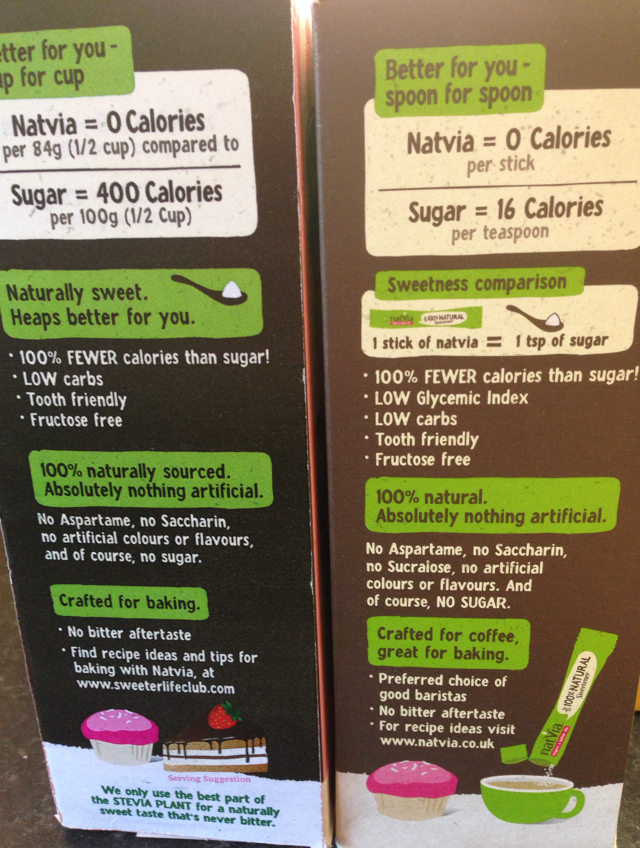 etter for you -
up for cup
Natvia = 0 Calories
per 84g (1/2 cup) compared to
Sugar = 400 Calories
per 100g (1/2 Cup)
Naturally sweet.
Heaps better for you.
• 100% FEWER calories than sugar!
• LOW carbs
• Tooth friendly
• Fructose free
100% naturally sourced.
Absolutely nothing artificial.
No Aspartame, no Saccharin,
no artificial colours or flavours,
and of course, no sugar.
Crafted for baking.
• No bitter aftertaste
• Find recipe ideas and tips for
baking with Natvia, at
www.sweeterlifeclub.com
Serving Suggestion
We only use the best part of
the STEVIA PLANT for a naturally
sweet taste that's never bitter.
Better for you -
spoon for spoon
Natvia = 0 Calories
per stick
Sugar = 16 Calories
per teaspoon
Sweetness comparison
natvia
100% NATURAL
1 stick of natvia = 1 tsp of sugar
• 100% FEWER calories than sugar!
• LOW Glycemic Index
• LOW carbs
• Tooth friendly
• Fructose free
100% natural.
Absolutely nothing artificial.
No Aspartame, no Saccharin,
no Sucralose, no artificial
colours or flavours. And
of course, NO SUGAR.
Crafted for coffee,
great for baking.
• Preferred choice of
good baristas
• No bitter aftertaste
• For recipe ideas visit
www.natvia.co.uk
natvia
100% NATURAL
Sweetener